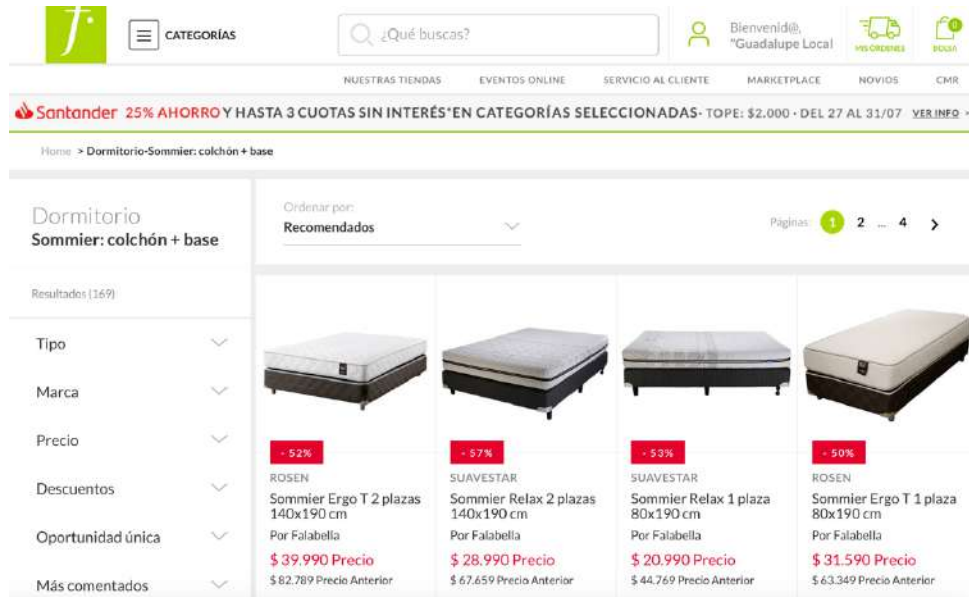 f.
CATEGORÍAS
¿Qué buscas?
Bienvenid@,
"Guadalupe Local
MIS ÓRDENES
0
BOLSA
NUESTRAS TIENDAS EVENTOS ONLINE SERVICIO AL CLIENTE MARKETPLACE NOVIOS CMR
Santander 25% AHORRO Y HASTA 3 CUOTAS SIN INTERÉS*EN CATEGORÍAS SELECCIONADAS· TOPE: $2.000 · DEL 27 AL 31/07 VER INFO
Home > Dormitorio-Sommier: colchón + base
Dormitorio
Sommier: colchón + base
Resultados (169)
Tipo
Marca
Precio
Descuentos
Oportunidad única
Más comentados
Ordenar por:
Recomendados
Páginas: 1 2 ... 4 >
- 52%
ROSEN
Sommier Ergo T 2 plazas
140x190 cm
Por Falabella
$ 39.990 Precio
$ 82.789 Precio Anterior
- 57%
SUAVESTAR
Sommier Relax 2 plazas
140x190 cm
Por Falabella
$ 28.990 Precio
$ 67.659 Precio Anterior
- 53%
SUAVESTAR
Sommier Relax 1 plaza
80x190 cm
Por Falabella
$ 20.990 Precio
$ 44.769 Precio Anterior
- 50%
ROSEN
Sommier Ergo T 1 plaza
80x190 cm
Por Falabella
$ 31.590 Precio
$ 63.349 Precio Anterior